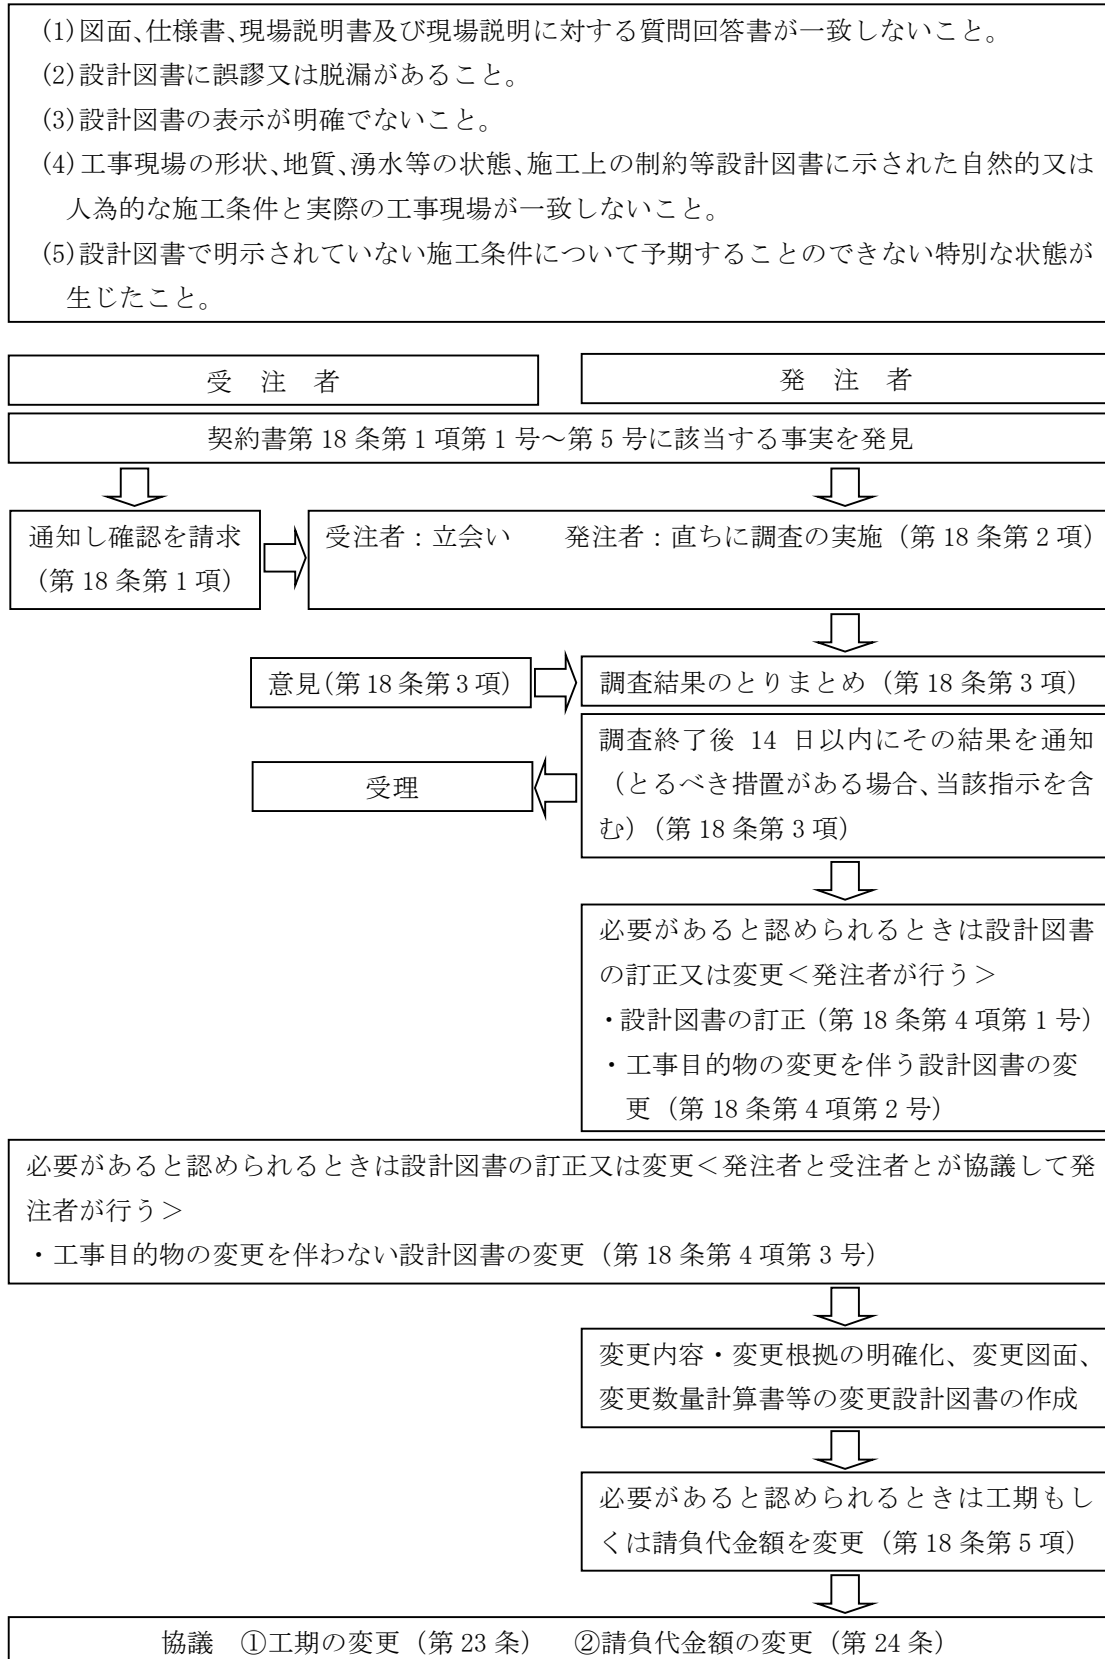 (1)図面、仕様書、現場説明書及び現場説明に対する質問回答書が一致しないこと。
(2)設計図書に誤謬又は脱漏があること。
(3)設計図書の表示が明確でないこと。
(4)工事現場の形状、地質、湧水等の状態、施工上の制約等設計図書に示された自然的又は
人為的な施工条件と実際の工事現場が一致しないこと。
(5)設計図書で明示されていない施工条件について予期することのできない特別な状態が
生じたこと。
受　注　者
発　注　者
契約書第18条第1項第1号～第5号に該当する事実を発見
通知し確認を請求
(第18条第1項)
受注者：立会い　　発注者：直ちに調査の実施（第18条第2項）
意見(第18条第3項)
調査結果のとりまとめ（第18条第3項）
調査終了後 14 日以内にその結果を通知
（とるべき措置がある場合、当該指示を含
む）（第18条第3項）
受理
必要があると認められるときは設計図書
の訂正又は変更＜発注者が行う＞
・設計図書の訂正（第18条第4項第1号）
・工事目的物の変更を伴う設計図書の変
更（第18条第4項第2号）
必要があると認められるときは設計図書の訂正又は変更＜発注者と受注者とが協議して発
注者が行う＞
・工事目的物の変更を伴わない設計図書の変更（第18条第4項第3号）
変更内容・変更根拠の明確化、変更図面、
変更数量計算書等の変更設計図書の作成
必要があると認められるときは工期もし
くは請負代金額を変更（第18条第5項）
協議　①工期の変更（第23条）　②請負代金額の変更（第24条）